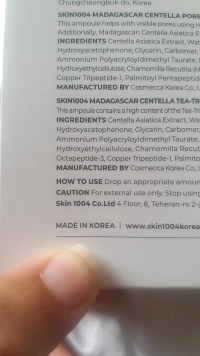 Chungcheongbuk-do, Korea
SKIN1004 MADAGASCAR CENTELLA PORE
This ampoule helps with visible pores using H
Additionally, Madagascar Centella Asiatica E
INGREDIENTS Centella Asiatica Extract, Wa
Hydroxyacetophenone, Glycerin, Carbomer,
Ammonium Polyacryloyldimethyl Taurate,
Hydroxyethylcellulose, Chamomilla Recutita (M
Copper Tripeptide-1, Palmitoyl Pentapeptid
MANUFACTURED BY Cosmecca Korea Co., L
SKIN1004 MADAGASCAR CENTELLA TEA-TR
This ampoule contains a high content of the Tea-Tr
INGREDIENTS Centella Asiatica Extract, Wa
Hydroxyacetophenone, Glycerin, Carbomer,
Ammonium Polyacryloyldimethyl Taurate,
Hydroxyethylcellulose, Chamomilla Recut
Octapeptide-3, Copper Tripeptide-1, Palmito
MANUFACTURED BY Cosmecca Korea Co., L
HOW TO USE Drop an appropriate amoun
CAUTION For external use only. Stop using
Skin 1004 Co.Ltd 4 Floor, 8, Teheran-ro 2-g
MADE IN KOREA | www.skin1004korea